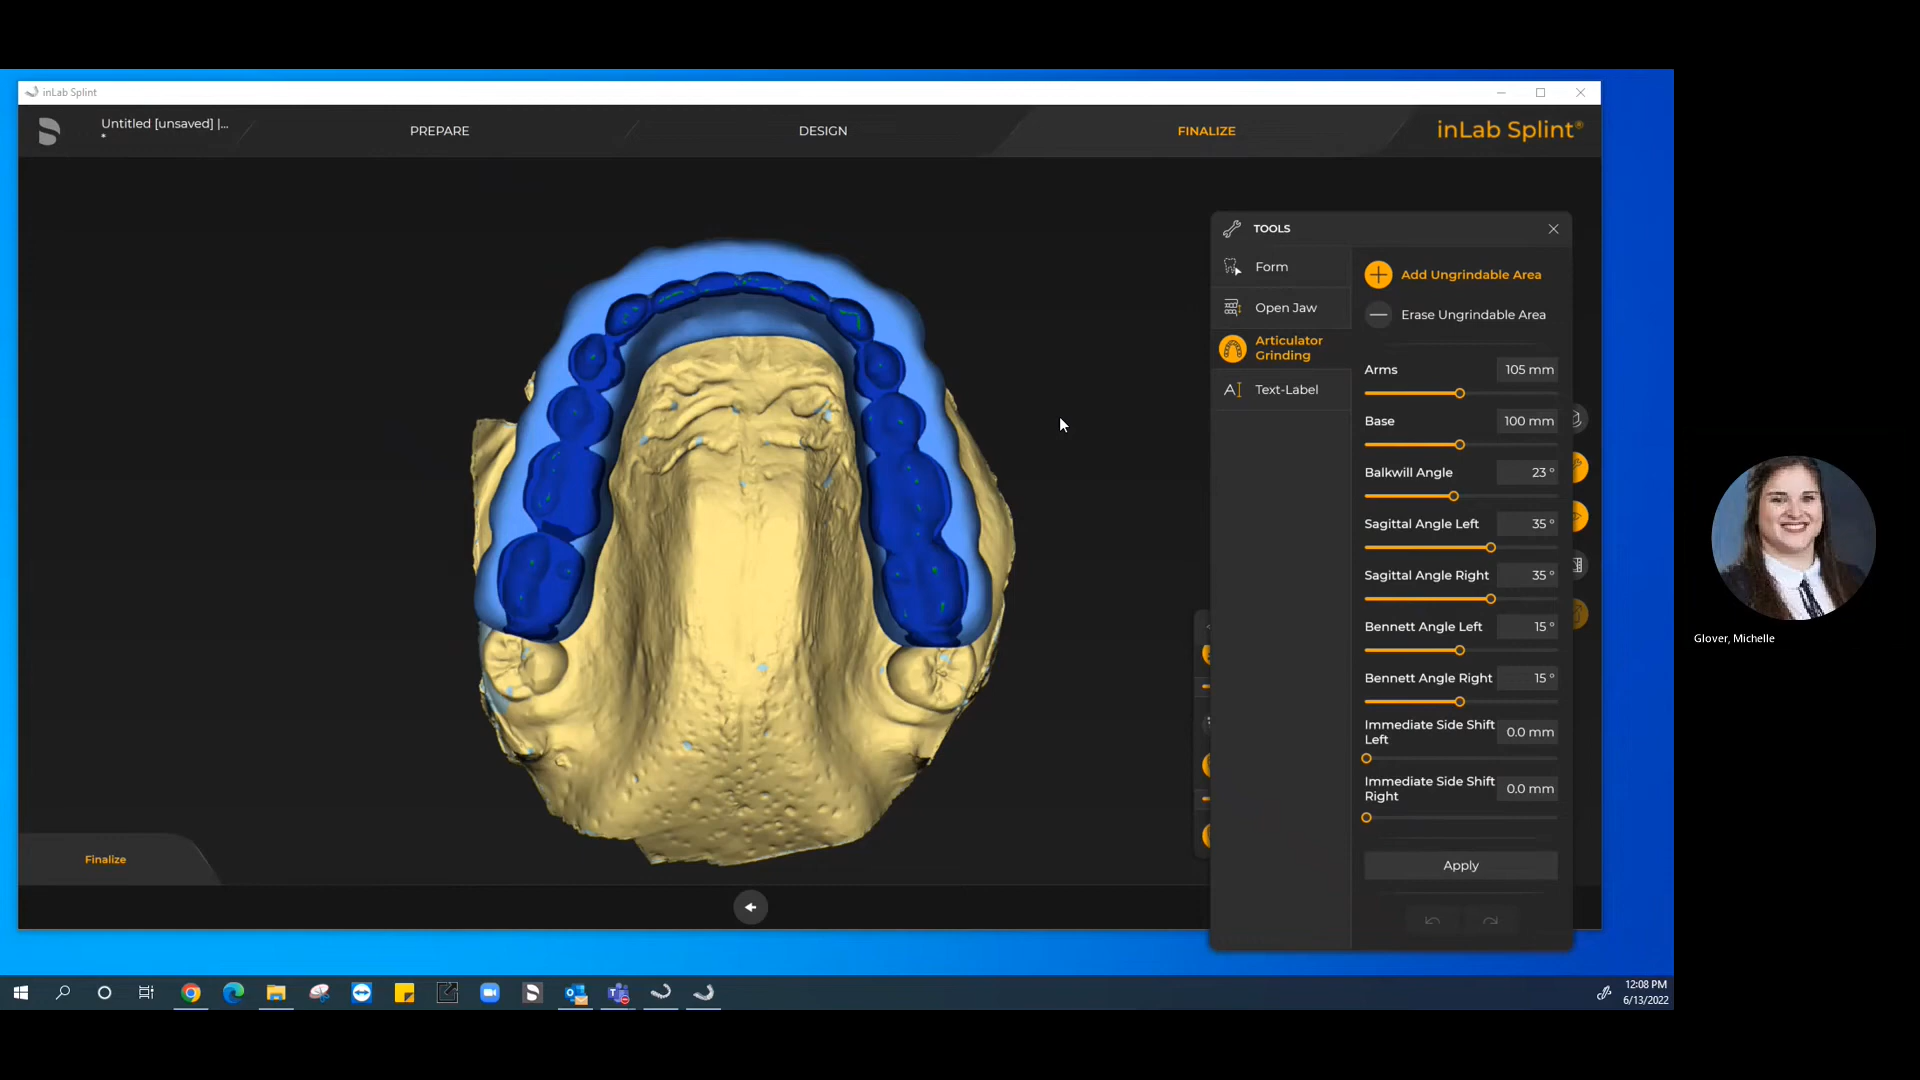 inLab Splint
Untitled [unsaved] |...
*
PREPARE
DESIGN
FINALIZE
inLab Splint®
TOOLS
Form
Open Jaw
Articulator
Grinding
Text-Label
Add Ungrindable Area
Erase Ungrindable Area
Arms 105 mm
Base 100 mm
Balkwill Angle 23 °
Sagittal Angle Left 35 °
Sagittal Angle Right 35 °
Bennett Angle Left 15 °
Bennett Angle Right 15 °
Immediate Side Shift
Left 0.0 mm
Immediate Side Shift
Right 0.0 mm
Apply
Finalize
Glover, Michelle
12:08 PM
6/13/2022